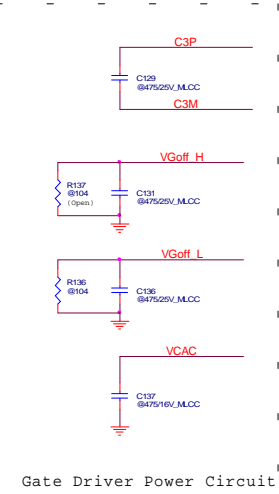 C3P
C129
@475/25V_MLCC
C3M
VGoff_H
R137
@104
(Open)
C131
@475/25V_MLCC
VGoff_L
R136
@104
C136
@475/25V_MLCC
VCAC
C137
@475/16V_MLCC
Gate Driver Power Circuit